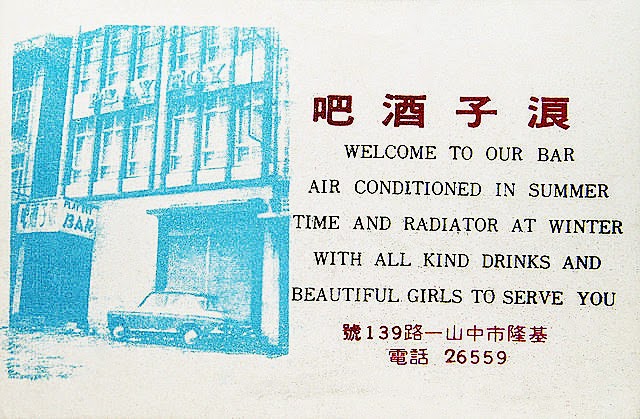 PLAYBOY
BAR
浪子酒吧
WELCOME TO OUR BAR
AIR CONDITIONED IN SUMMER
TIME AND RADIATOR AT WINTER
WITH ALL KIND DRINKS AND
BEAUTIFUL GIRLS TO SERVE YOU
基隆市中山一路139號
電話 26559